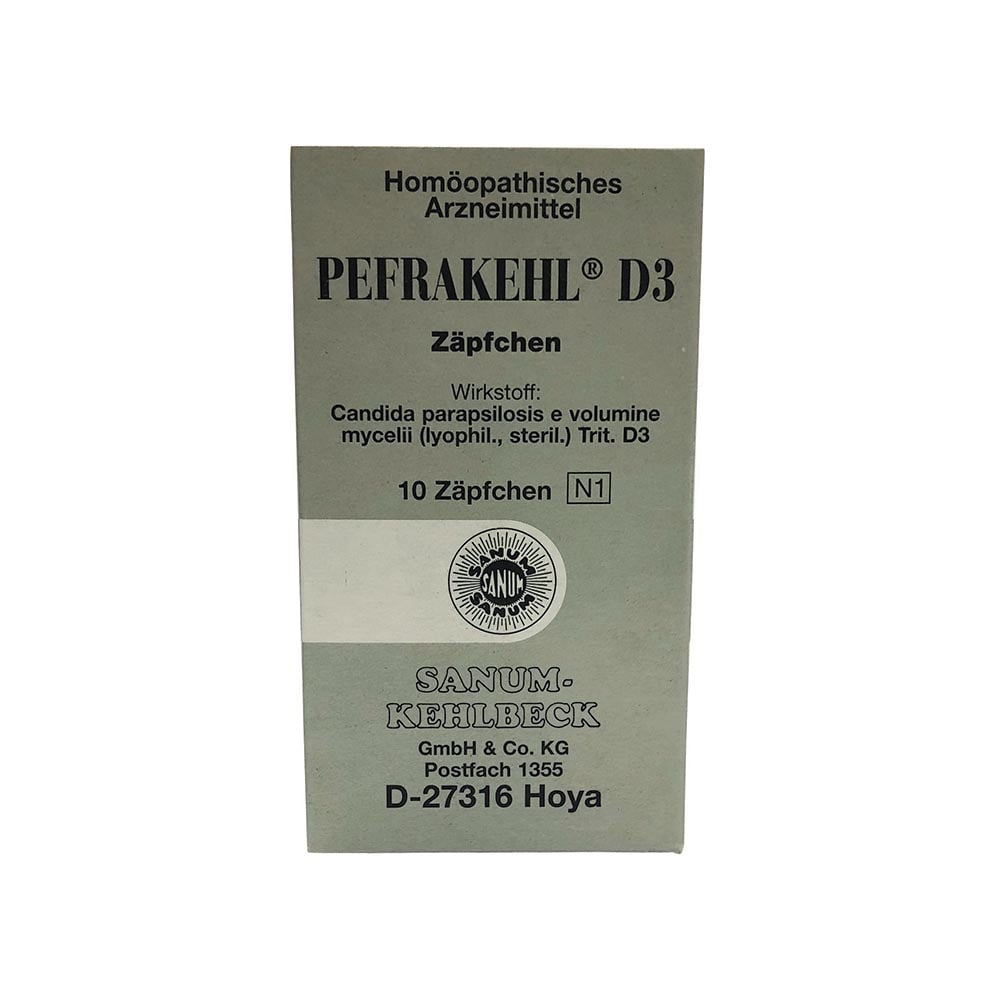 Homöopathisches
Arzneimittel
PEFRAKEHL® D3
Zäpfchen
Wirkstoff:
Candida parapsilosis e volumine
mycelii (lyophil., steril.) Trit. D3
10 Zäpfchen N1
SANUM
SANUM
SANUM
SANUM-
KEHLBECK
GmbH & Co. KG
Postfach 1355
D-27316 Hoya